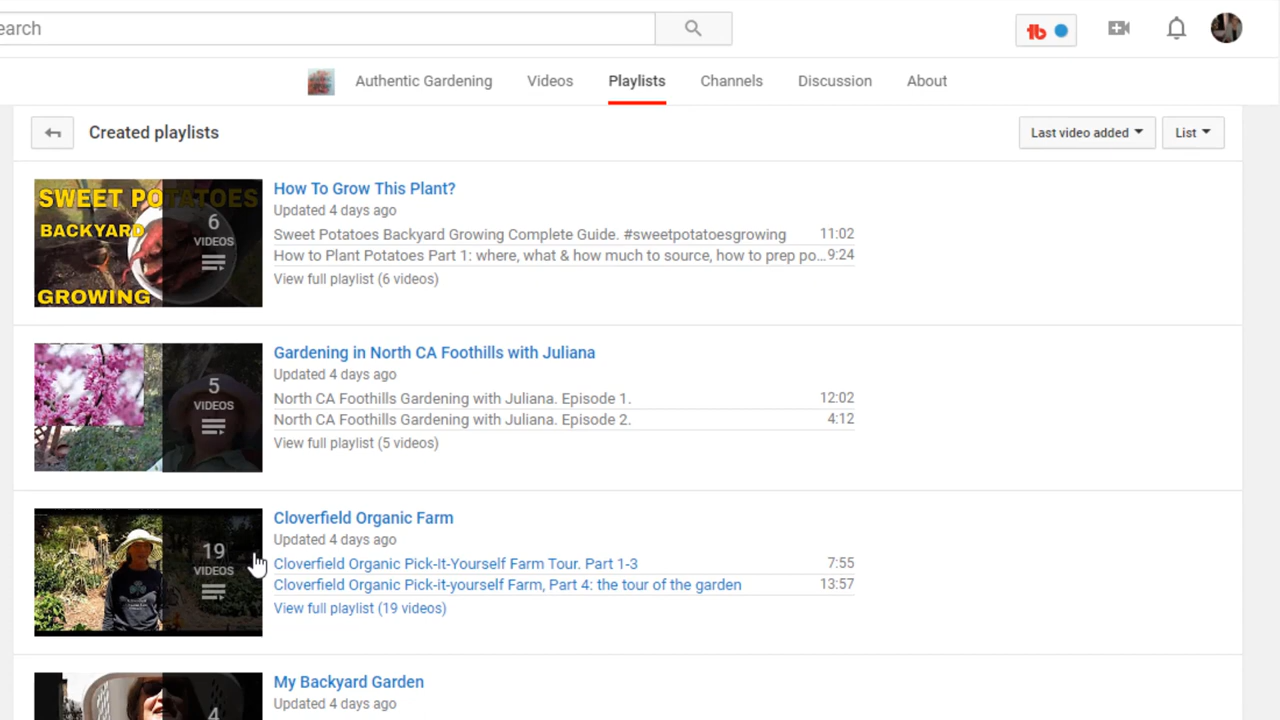 earch
tb
Authentic Gardening Videos Playlists Channels Discussion About
Created playlists
Last video added
List
SWEET POTATOES
BACKYARD
GROWING
6
VIDEOS
How To Grow This Plant?
Updated 4 days ago
Sweet Potatoes Backyard Growing Complete Guide. #sweetpotatoesgrowing 11:02
How to Plant Potatoes Part 1: where, what & how much to source, how to prep po... 9:24
View full playlist (6 videos)
5
VIDEOS
Gardening in North CA Foothills with Juliana
Updated 4 days ago
North CA Foothills Gardening with Juliana. Episode 1. 12:02
North CA Foothills Gardening with Juliana. Episode 2. 4:12
View full playlist (5 videos)
19
VIDEOS
Cloverfield Organic Farm
Updated 4 days ago
Cloverfield Organic Pick-It-Yourself Farm Tour. Part 1-3 7:55
Cloverfield Organic Pick-it-yourself Farm, Part 4: the tour of the garden 13:57
View full playlist (19 videos)
4
My Backyard Garden
Updated 4 days ago